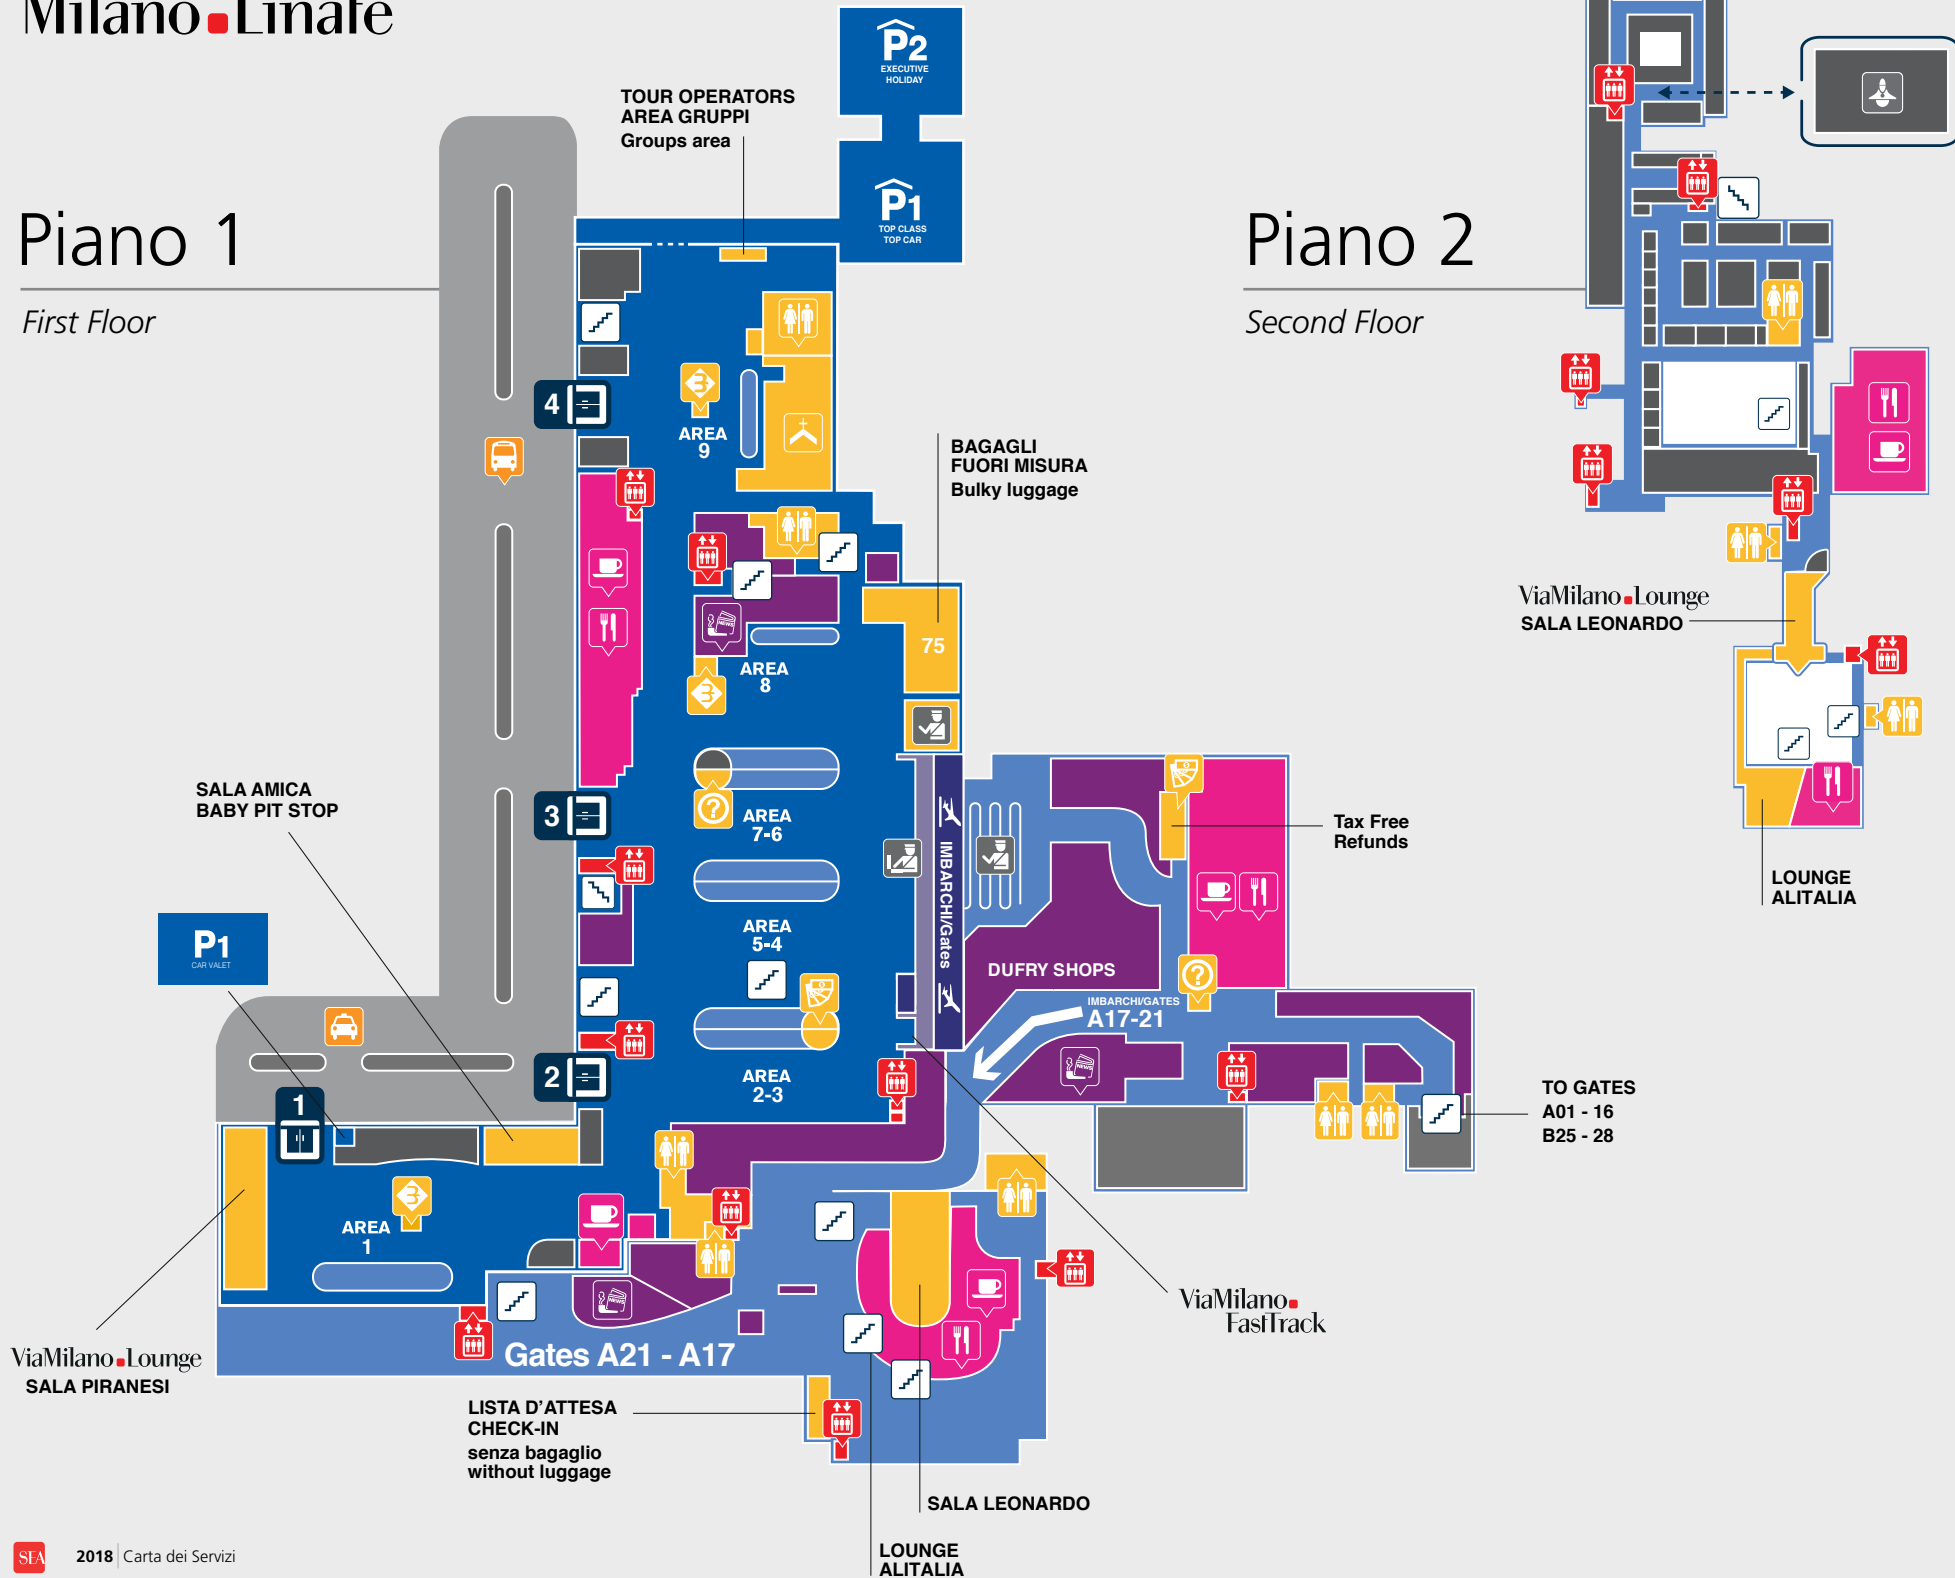 Milano Linate
P2
EXECUTIVE
HOLIDAY
P1
TOP CLASS
TOP CAR
TOUR OPERATORS
AREA GRUPPI
Groups area
Piano 1
First Floor
4
AREA
9
BAGAGLI
FUORI MISURA
Bulky luggage
NEWS
75
AREA
8
SALA AMICA
BABY PIT STOP
3
?
AREA
7-6
IMBARCHI/Gates
Tax Free
Refunds
P1
CAR VALET
AREA
5-4
DUFRY SHOPS
?
IMBARCHI/GATES
A17-21
NEWS
2
AREA
2-3
TO GATES
A01 - 16
B25 - 28
1
AREA
1
NEWS
Gates A21 - A17
ViaMilano Lounge
SALA PIRANESI
ViaMilano
FastTrack
LISTA D'ATTESA
CHECK-IN
senza bagaglio
without luggage
SALA LEONARDO
LOUNGE
ALITALIA
Piano 2
Second Floor
ViaMilano Lounge
SALA LEONARDO
LOUNGE
ALITALIA
SEA
2018 Carta dei Servizi